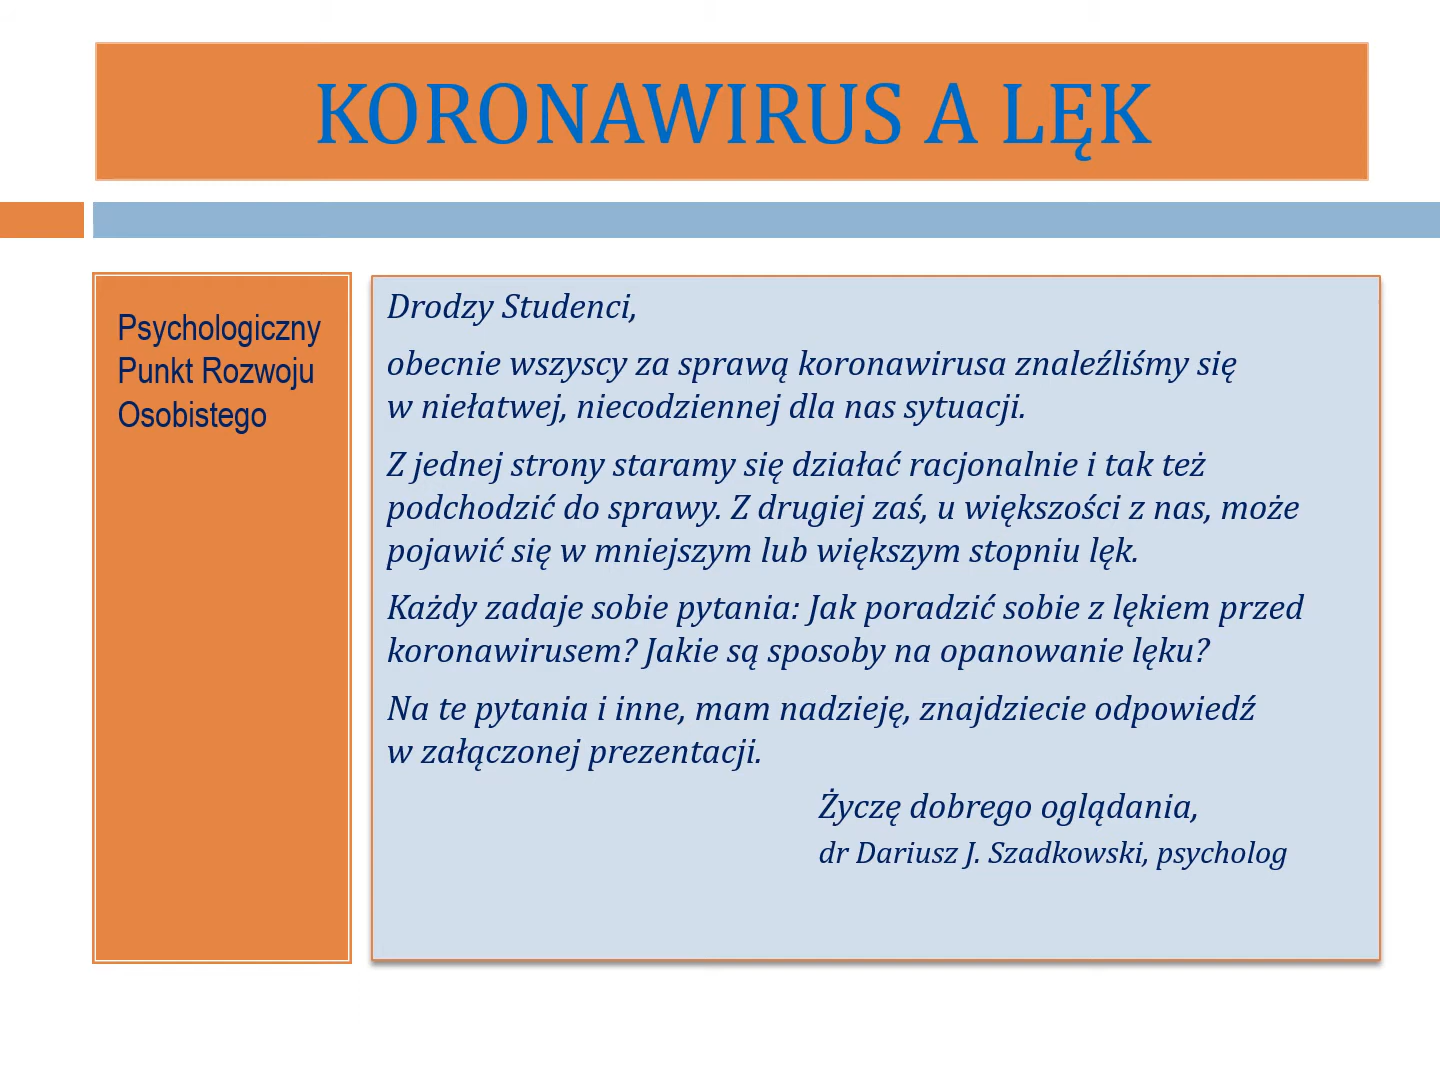 KORONAWIRUS A LĘK
Psychologiczny
Punkt Rozwoju
Osobistego
Drodzy Studenci,
obecnie wszyscy za sprawą koronawirusa znaleźliśmy się
w niełatwej, niecodziennej dla nas sytuacji.
Z jednej strony staramy się działać racjonalnie i tak też
podchodzić do sprawy. Z drugiej zaś, u większości z nas, może
pojawić się w mniejszym lub większym stopniu lęk.
Każdy zadaje sobie pytania: Jak poradzić sobie z lękiem przed
koronawirusem? Jakie są sposoby na opanowanie lęku?
Na te pytania i inne, mam nadzieję, znajdziecie odpowiedź
w załączonej prezentacji.
Życzę dobrego oglądania,
dr Dariusz J. Szadkowski, psycholog